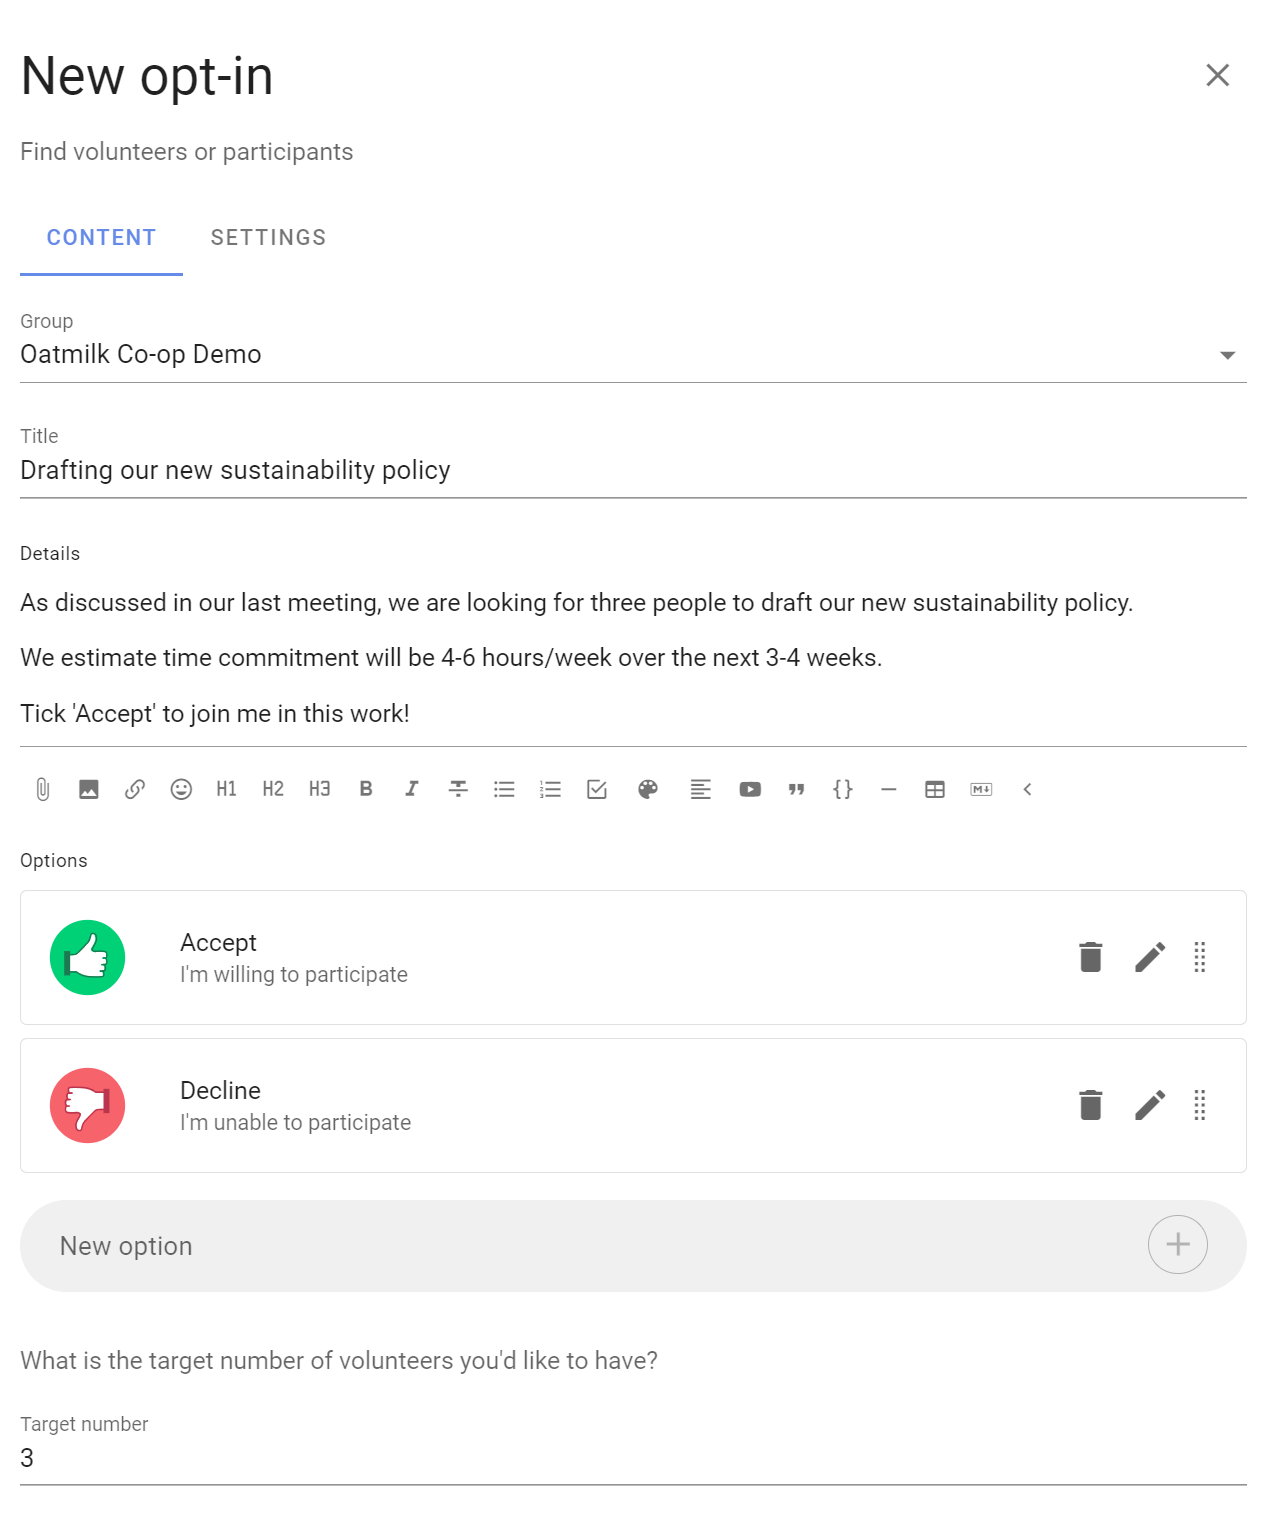 New opt-in
Find volunteers or participants
CONTENT SETTINGS
Group
Oatmilk Co-op Demo
Title
Drafting our new sustainability policy
Details
As discussed in our last meeting, we are looking for three people to draft our new sustainability policy.
We estimate time commitment will be 4-6 hours/week over the next 3-4 weeks.
Tick 'Accept' to join me in this work!
H1 H2 H3 B I T M
Options
Accept
I'm willing to participate
Decline
I'm unable to participate
New option
What is the target number of volunteers you'd like to have?
Target number
3